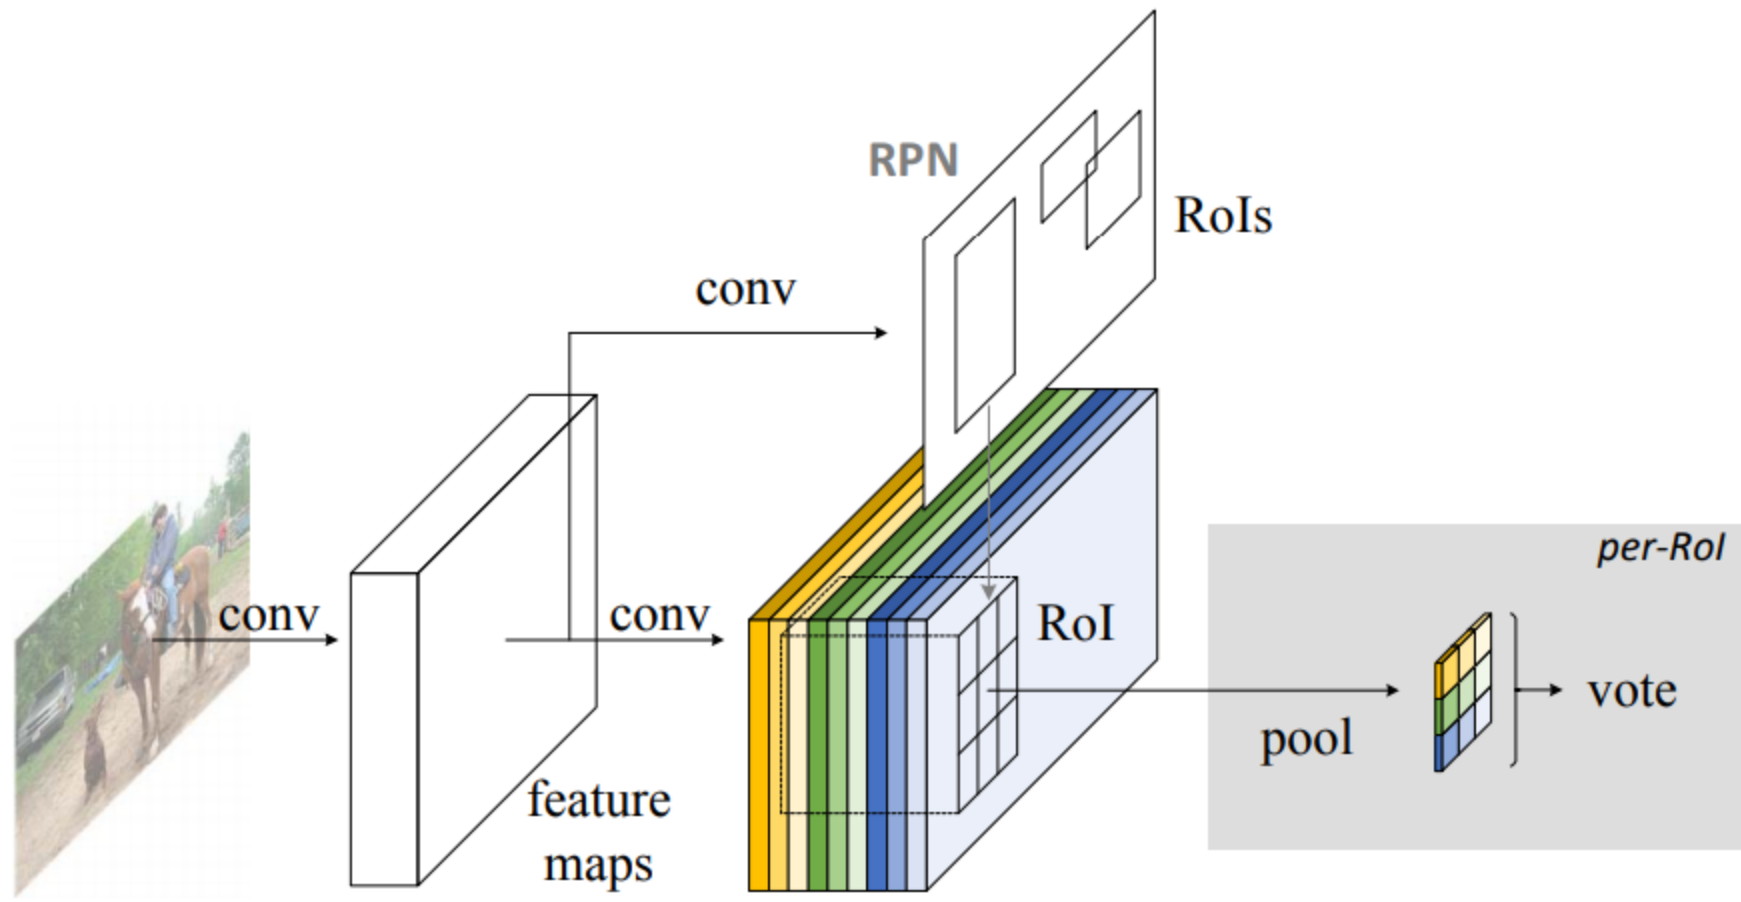 RPN
RoIs
conv
conv
conv
RoI
feature
maps
per-RoI
pool
vote